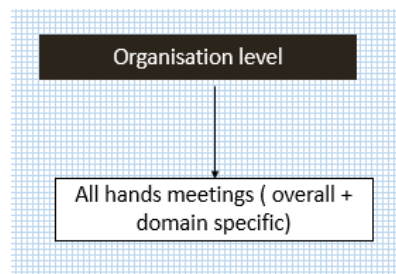 Organisation level
All hands meetings ( overall +
domain specific)